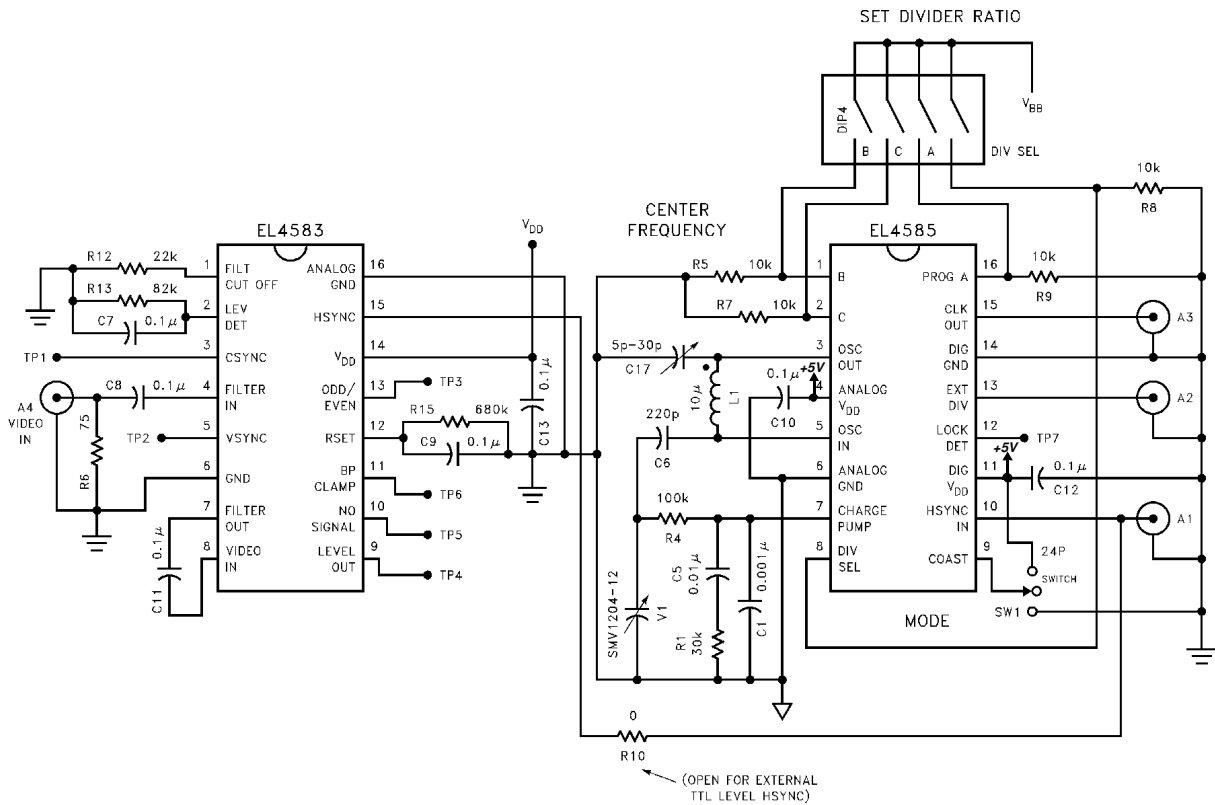 SET DIVIDER RATIO
VBB
DIP4
B C A
DIV SEL
10k
R8
CENTER
FREQUENCY
VDD
EL4583
R12 22k
R13 82k
C7 0.1µ
1 FILT
CUT OFF
2 LEV
DET
TP1
3 CSYNC
C8 0.1µ
4 FILTER
IN
A4
VIDEO
IN
75
R6
TP2
5 VSYNC
6 GND
7 FILTER
OUT
8 VIDEO
IN
0.1µ
C11
ANALOG 16
GND
HSYNC 15
VDD 14
ODD/ 13
EVEN
TP3
RSET 12
R15 680k
C9 0.1µ
0.1µ
C13
BP 11
CLAMP
TP6
NO 10
SIGNAL
TP5
LEVEL 9
OUT
TP4
EL4585
R5 10k
R7 10k
1 B
2 C
5p-30p
C17
3 OSC
OUT
10µ
L1
0.1µ
+5V
C10
4 ANALOG
VDD
220p
C6
5 OSC
IN
6 ANALOG
GND
100k
R4
7 CHARGE
PUMP
8 DIV
SEL
SMV1204-12
V1
C5
0.01µ
R1
30k
C1
0.001µ
PROG A 16
10k
R9
CLK 15
OUT
A3
DIG 14
GND
EXT 13
DIV
A2
LOCK 12
DET
TP7
+5V
DIG 11
VDD
0.1µ
C12
HSYNC 10
IN
A1
COAST 9
24P
SWITCH
SW1
MODE
0
R10
(OPEN FOR EXTERNAL
TTL LEVEL HSYNC)